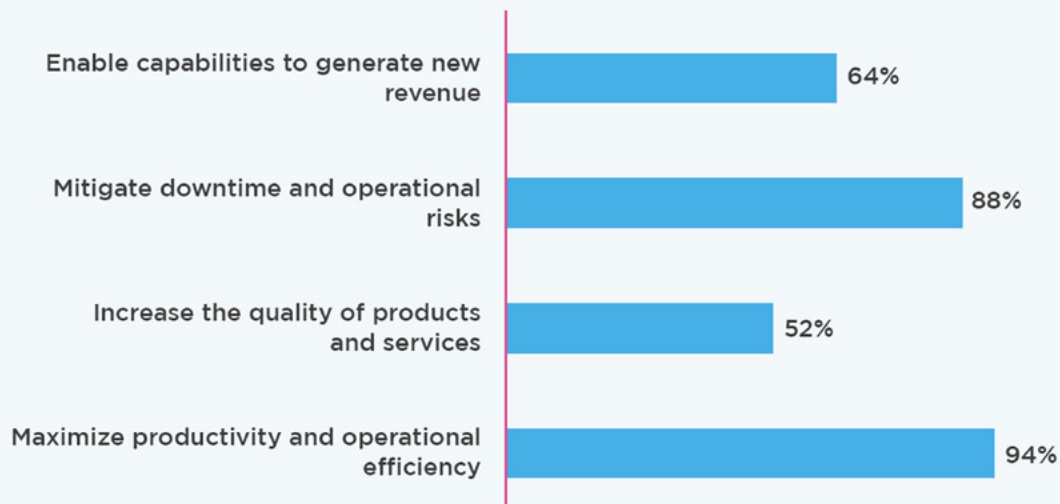 Enable capabilities to generate new
revenue
64%
Mitigate downtime and operational
risks
88%
Increase the quality of products
and services
52%
Maximize productivity and operational
efficiency
94%